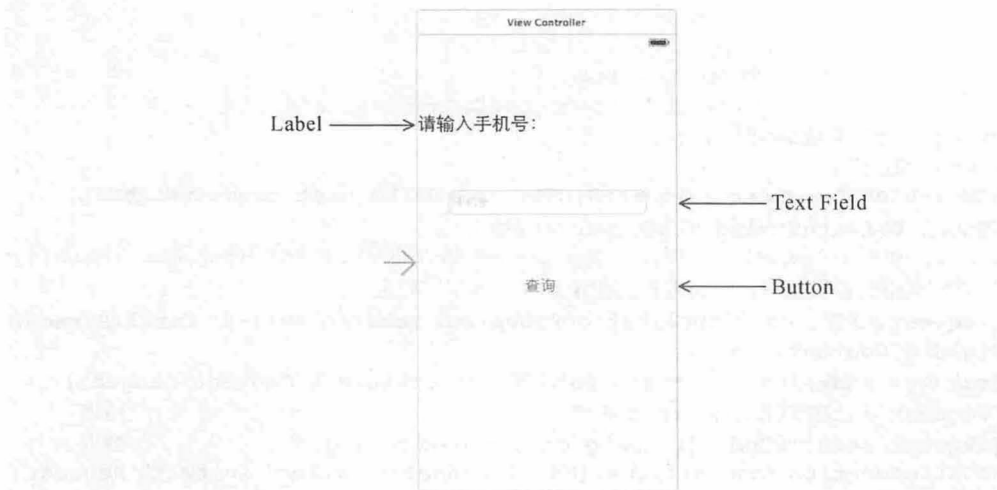 View Controller
Label
请输入手机号：
Text Field
查询
Button